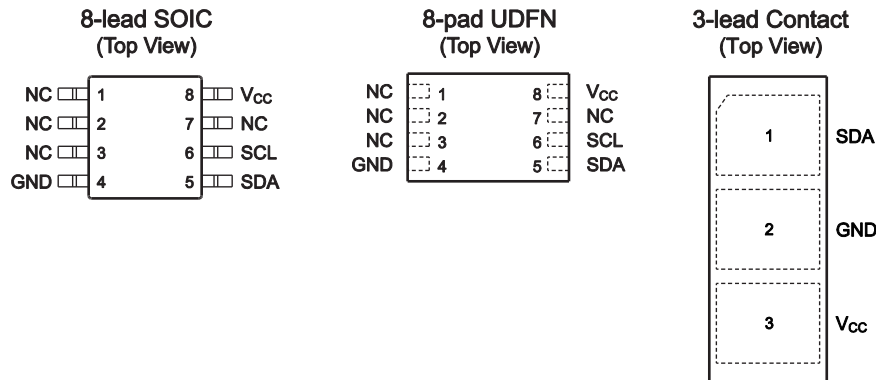 8-lead SOIC
(Top View)
NC 1 8 VCC
NC 2 7 NC
NC 3 6 SCL
GND 4 5 SDA
8-pad UDFN
(Top View)
NC 1 8 VCC
NC 2 7 NC
NC 3 6 SCL
GND 4 5 SDA
3-lead Contact
(Top View)
1 SDA
2 GND
3 VCC